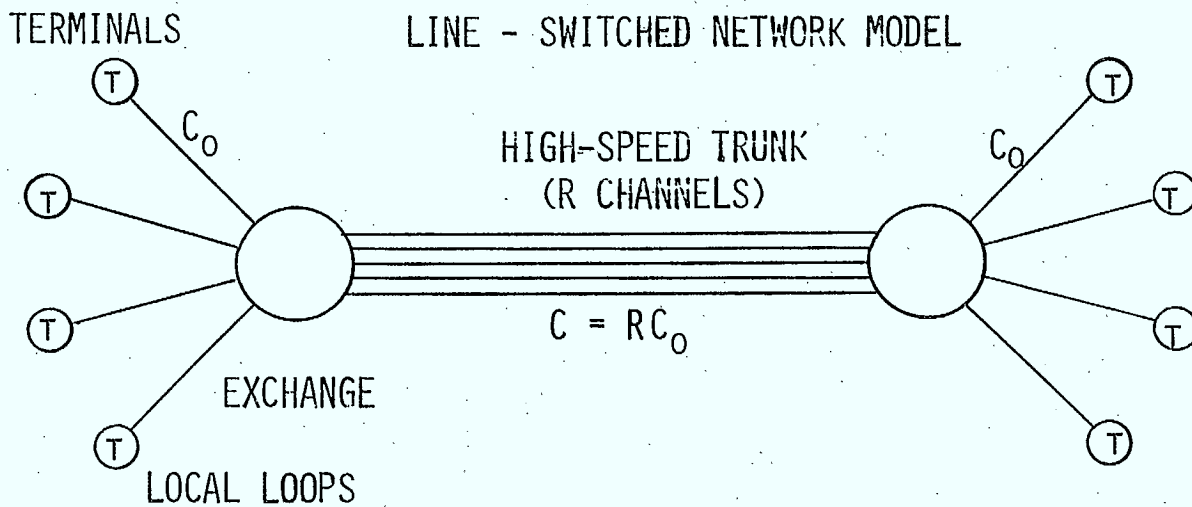 TERMINALS
LINE - SWITCHED NETWORK MODEL
T
T
C₀
HIGH-SPEED TRUNK
(R CHANNELS)
C₀
T
T
T
T
C = RC₀
EXCHANGE
T
T
LOCAL LOOPS